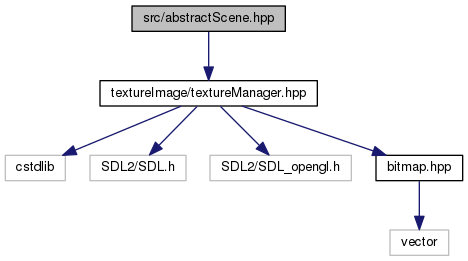 src/abstractScene.hpp
textureImage/textureManager.hpp
cstdlib
SDL2/SDL.h
SDL2/SDL_opengl.h
bitmap.hpp
vector